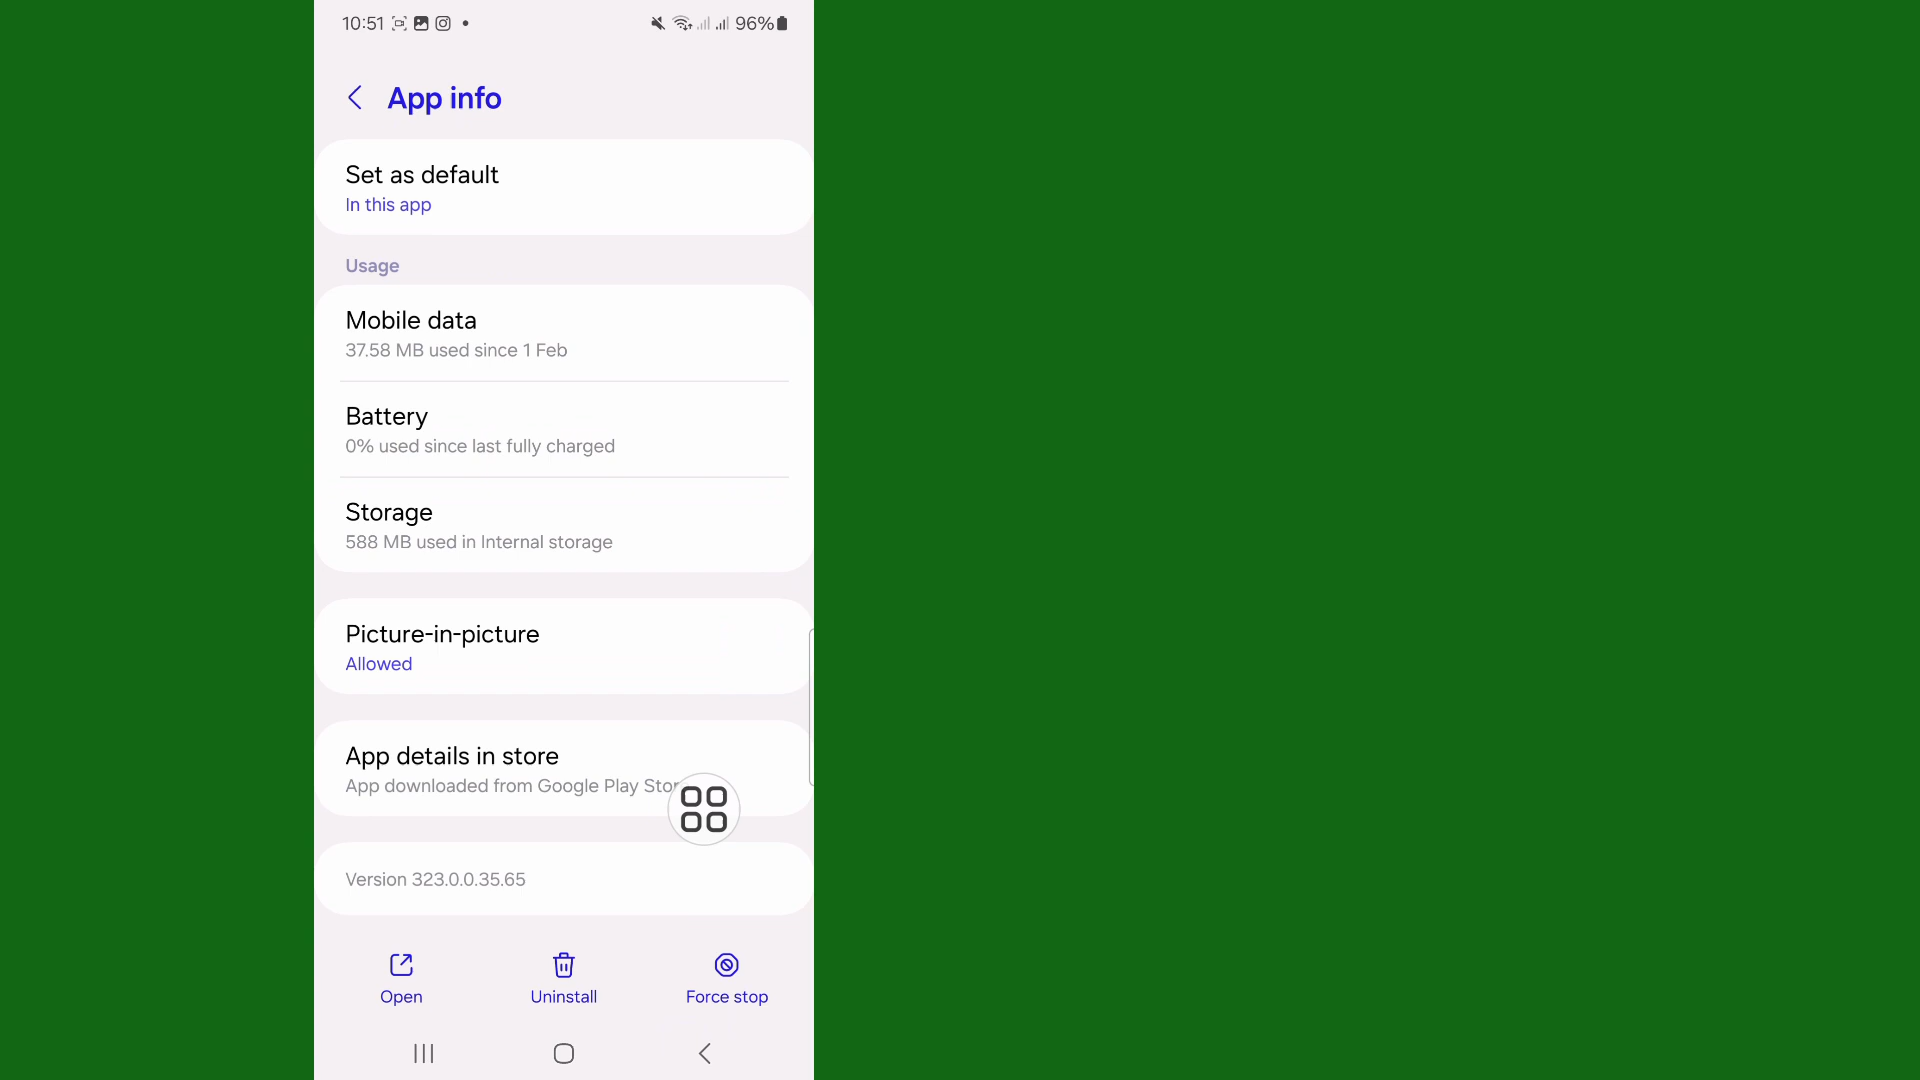 10:51
96%
App info
Set as default
In this app
Usage
Mobile data
37.58 MB used since 1 Feb
Battery
0% used since last fully charged
Storage
588 MB used in Internal storage
Picture-in-picture
Allowed
App details in store
App downloaded from Google Play
Version 323.0.0.35.65
Open
Uninstall
Force stop